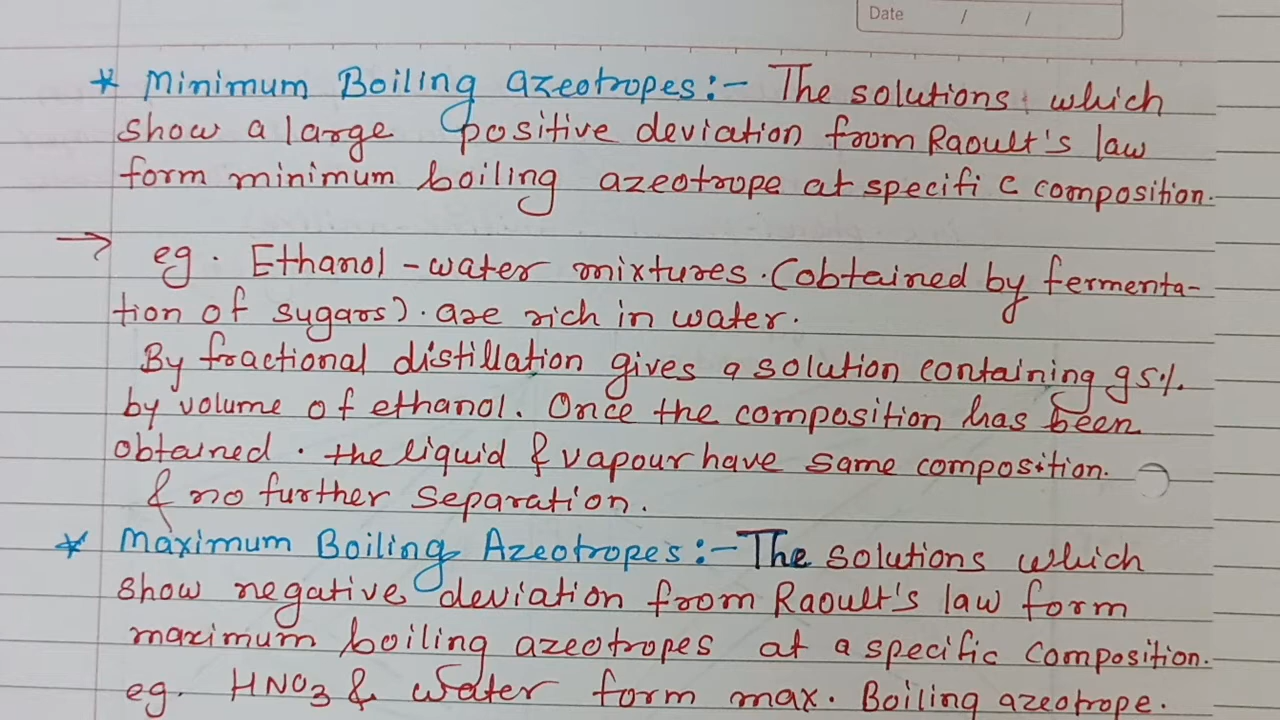 Date / /
* Minimum Boiling azeotropes:- The solutions which
show a large positive deviation from Raoult's law
form minimum boiling azeotrope at specific composition.
→ eg. Ethanol-water mixtures. (obtained by fermenta-
tion of sugars). are rich in water.
By fractional distillation gives a solution containing 95%
by volume of ethanol. Once the composition has been
obtained. the liquid & vapour have same composition.
& no further separation.
* Maximum Boiling Azeotropes:- The solutions which
show negative deviation from Raoult's law form
maximum boiling azeotropes at a specific composition.
eg. HNO3 & Water form max. Boiling azeotrope.